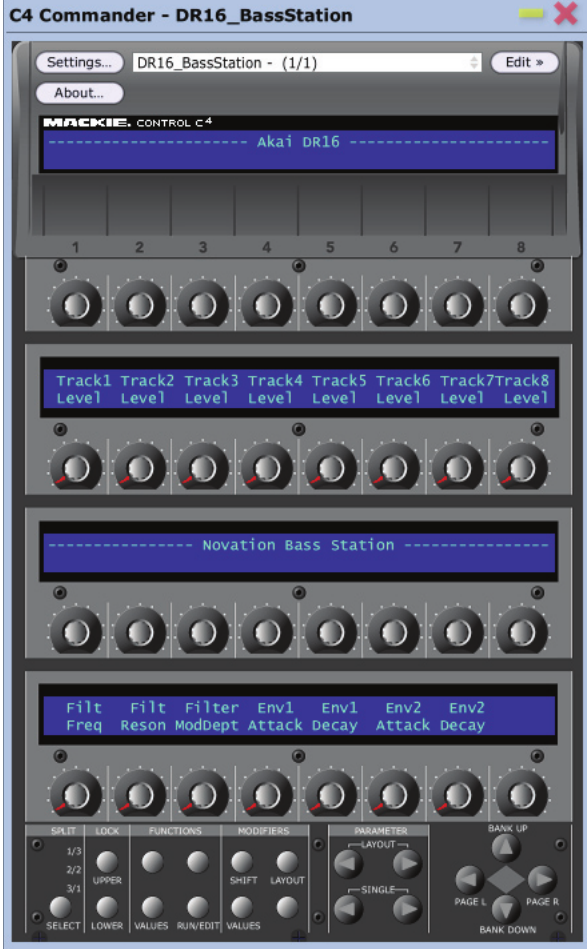 C4 Commander - DR16_BassStation
Settings... DR16_BassStation - (1/1) Edit »
About...
MACKIE. CONTROL C4
---------------------- Akai DR16 ----------------------
1 2 3 4 5 6 7 8
Track1 Track2 Track3 Track4 Track5 Track6 Track7Track8
Level Level Level Level Level Level Level Level
---------------- Novation Bass Station ----------------
Filt Filt Filter Env1 Env1 Env2 Env2
Freq Reson ModDept Attack Decay Attack Decay
SPLIT LOCK FUNCTIONS MODIFIERS PARAMETER BANK UP
LAYOUT
1/3
2/2
UPPER SHIFT LAYOUT
3/1
SINGLE
PAGE L PAGE R
SELECT LOWER VALUES RUN/EDIT VALUES
BANK DOWN